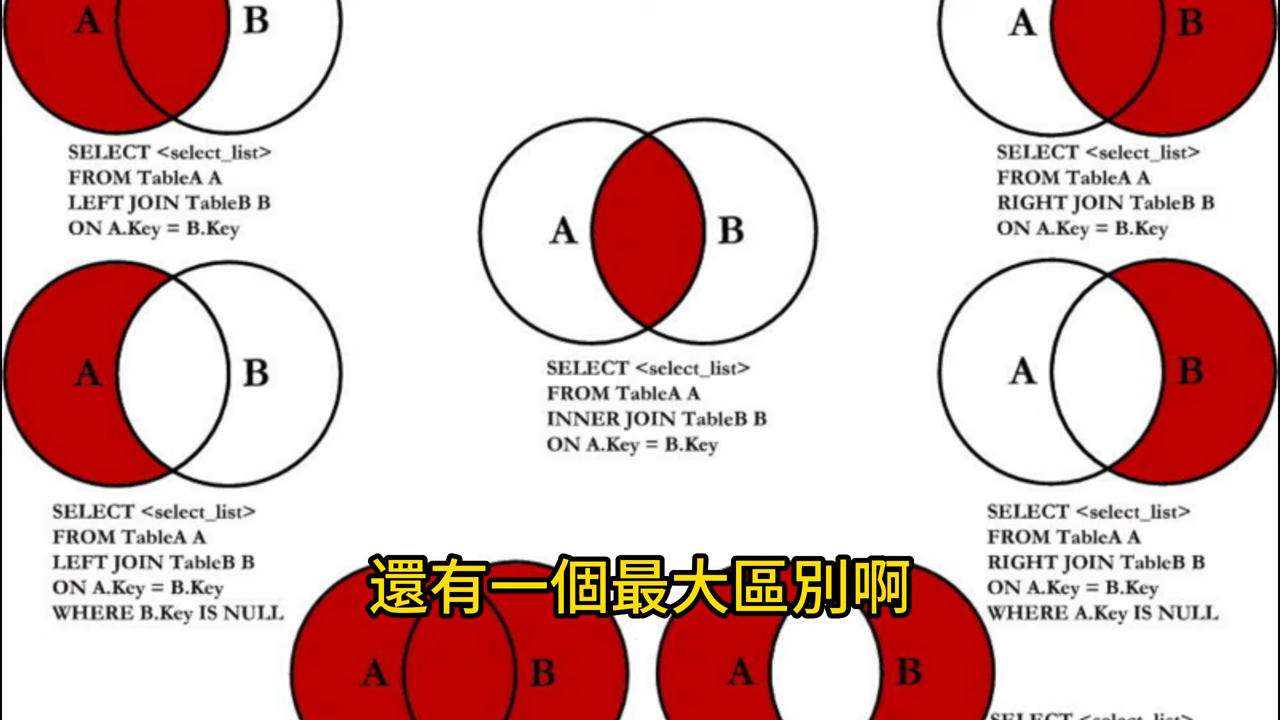 A B
SELECT <select_list>
FROM TableA A
LEFT JOIN TableB B
ON A.Key = B.Key
A B
SELECT <select_list>
FROM TableA A
RIGHT JOIN TableB B
ON A.Key = B.Key
A B
SELECT <select_list>
FROM TableA A
INNER JOIN TableB B
ON A.Key = B.Key
A B
SELECT <select_list>
FROM TableA A
LEFT JOIN TableB B
ON A.Key = B.Key
WHERE B.Key IS NULL
A B
SELECT <select_list>
FROM TableA A
RIGHT JOIN TableB B
ON A.Key = B.Key
WHERE A.Key IS NULL
還有一個最大區別啊
A B
A B
SELECT <select_list>